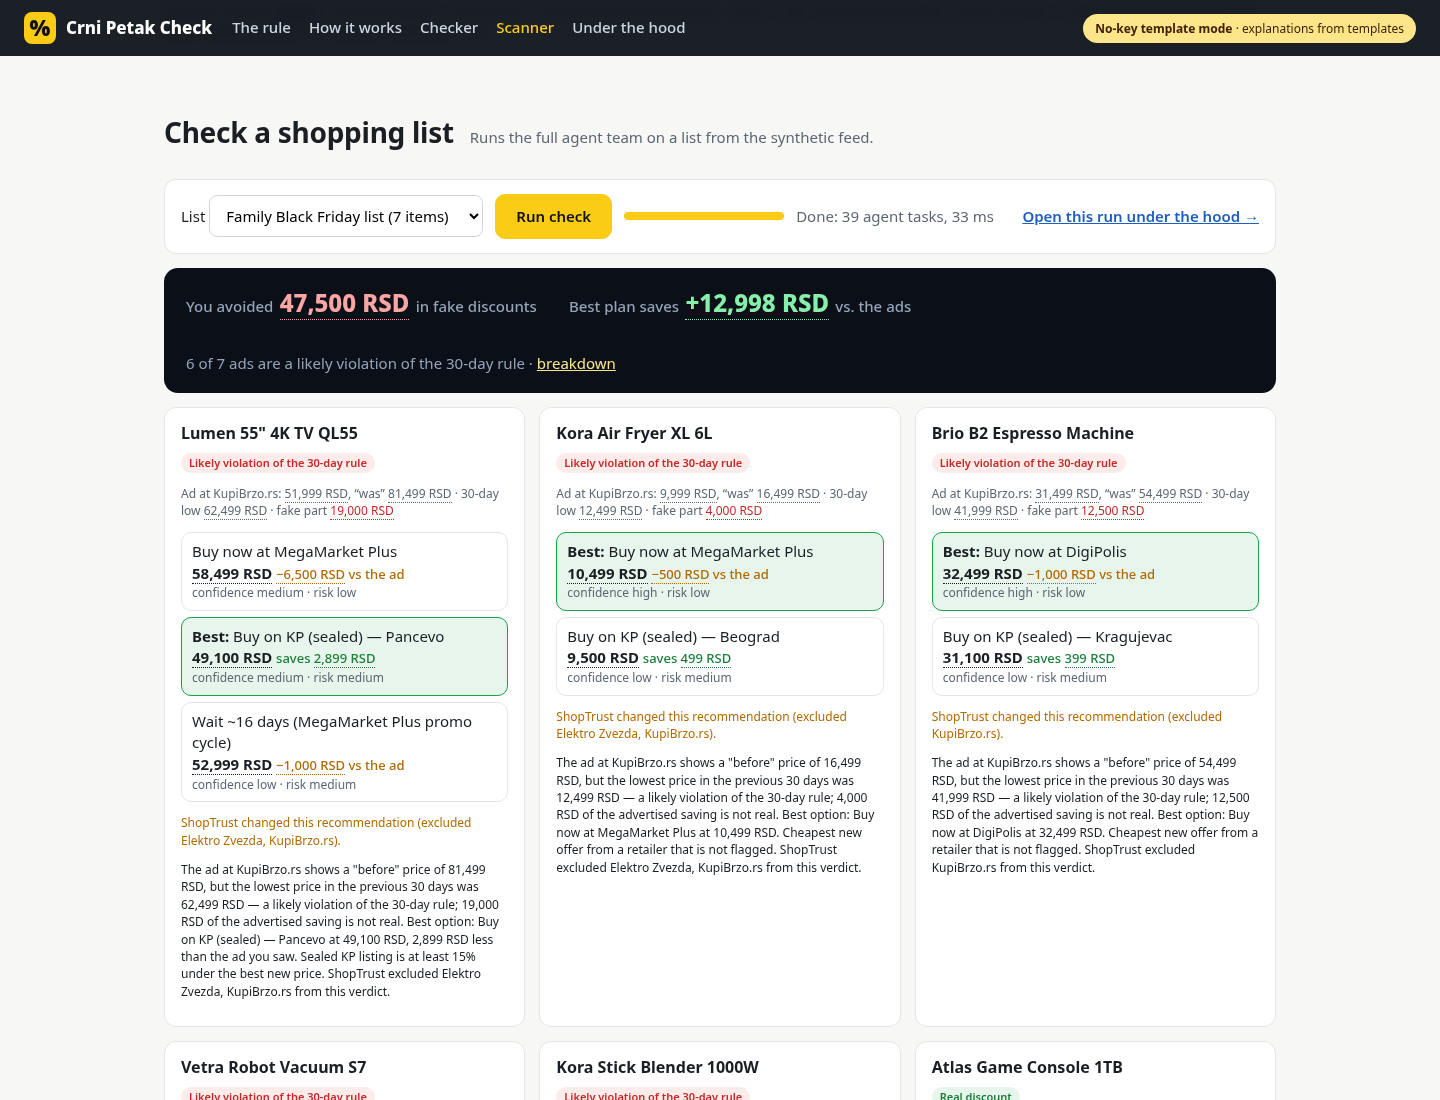 % Crni Petak Check The rule How it works Checker Scanner Under the hood No-key template mode · explanations from templates
Check a shopping list Runs the full agent team on a list from the synthetic feed.
List Family Black Friday list (7 items) Run check Done: 39 agent tasks, 33 ms Open this run under the hood →
You avoided 47,500 RSD in fake discounts Best plan saves +12,998 RSD vs. the ads
6 of 7 ads are a likely violation of the 30-day rule · breakdown
Lumen 55" 4K TV QL55
Likely violation of the 30-day rule
Ad at KupiBrzo.rs: 51,999 RSD, “was” 81,499 RSD · 30-day
low 62,499 RSD · fake part 19,000 RSD
Buy now at MegaMarket Plus
58,499 RSD −6,500 RSD vs the ad
confidence medium · risk low
Best: Buy on KP (sealed) — Pancevo
49,100 RSD saves 2,899 RSD
confidence medium · risk medium
Wait ~16 days (MegaMarket Plus promo
cycle)
52,999 RSD −1,000 RSD vs the ad
confidence low · risk medium
ShopTrust changed this recommendation (excluded
Elektro Zvezda, KupiBrzo.rs).
The ad at KupiBrzo.rs shows a "before" price of 81,499
RSD, but the lowest price in the previous 30 days was
62,499 RSD — a likely violation of the 30-day rule; 19,000
RSD of the advertised saving is not real. Best option: Buy
on KP (sealed) — Pancevo at 49,100 RSD, 2,899 RSD less
than the ad you saw. Sealed KP listing is at least 15%
under the best new price. ShopTrust excluded Elektro
Zvezda, KupiBrzo.rs from this verdict.
Kora Air Fryer XL 6L
Likely violation of the 30-day rule
Ad at KupiBrzo.rs: 9,999 RSD, “was” 16,499 RSD · 30-day
low 12,499 RSD · fake part 4,000 RSD
Best: Buy now at MegaMarket Plus
10,499 RSD −500 RSD vs the ad
confidence high · risk low
Buy on KP (sealed) — Beograd
9,500 RSD saves 499 RSD
confidence low · risk medium
ShopTrust changed this recommendation (excluded
Elektro Zvezda, KupiBrzo.rs).
The ad at KupiBrzo.rs shows a "before" price of 16,499
RSD, but the lowest price in the previous 30 days was
12,499 RSD — a likely violation of the 30-day rule; 4,000
RSD of the advertised saving is not real. Best option: Buy
now at MegaMarket Plus at 10,499 RSD. Cheapest new
offer from a retailer that is not flagged. ShopTrust
excluded Elektro Zvezda, KupiBrzo.rs from this verdict.
Brio B2 Espresso Machine
Likely violation of the 30-day rule
Ad at KupiBrzo.rs: 31,499 RSD, “was” 54,499 RSD · 30-day
low 41,999 RSD · fake part 12,500 RSD
Best: Buy now at DigiPolis
32,499 RSD −1,000 RSD vs the ad
confidence high · risk low
Buy on KP (sealed) — Kragujevac
31,100 RSD saves 399 RSD
confidence low · risk medium
ShopTrust changed this recommendation (excluded
KupiBrzo.rs).
The ad at KupiBrzo.rs shows a "before" price of 54,499
RSD, but the lowest price in the previous 30 days was
41,999 RSD — a likely violation of the 30-day rule; 12,500
RSD of the advertised saving is not real. Best option: Buy
now at DigiPolis at 32,499 RSD. Cheapest new offer from a
retailer that is not flagged. ShopTrust excluded
KupiBrzo.rs from this verdict.
Vetra Robot Vacuum S7
Likely violation of the 30-day rule
Kora Stick Blender 1000W
Likely violation of the 30-day rule
Atlas Game Console 1TB
Real discount